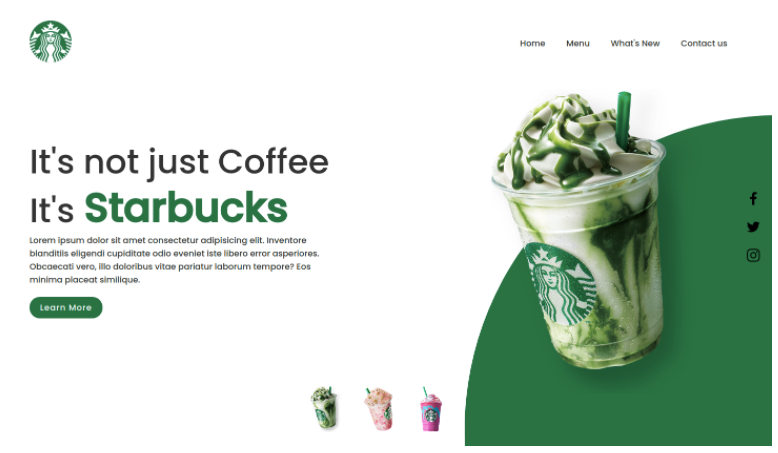 Home Menu What's New Contact us
It's not just Coffee
It's Starbucks
Lorem ipsum dolor sit amet consectetur adipisicing elit. Inventore
blanditiis eligendi cupiditate odio eveniet iste libero error asperiores.
Obcaecati vero, illo doloribus vitae pariatur laborum tempore? Eos
minima placeat similique.
Learn More